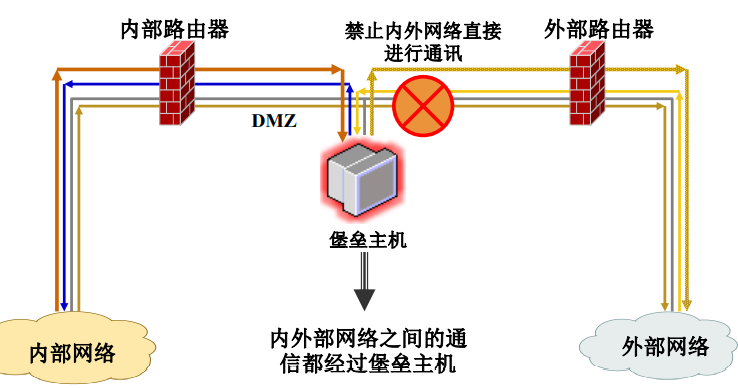 内部路由器
禁止内外网络直接
进行通讯
外部路由器
DMZ
堡垒主机
内部网络
内外部网络之间的通
信都经过堡垒主机
外部网络